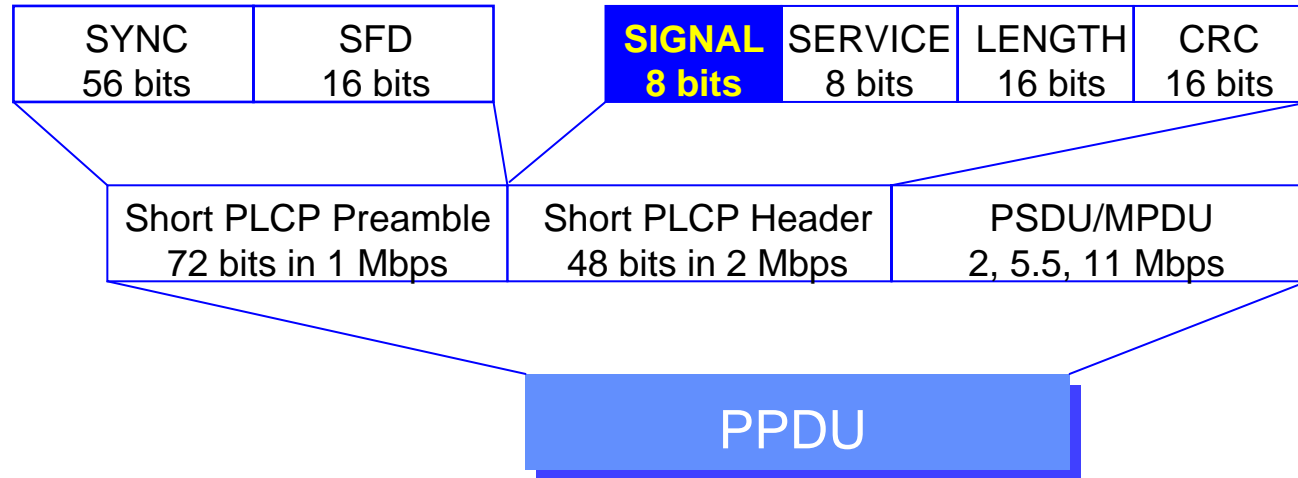 SYNC
56 bits
SFD
16 bits
SIGNAL
8 bits
SERVICE
8 bits
LENGTH
16 bits
CRC
16 bits
Short PLCP Preamble
72 bits in 1 Mbps
Short PLCP Header
48 bits in 2 Mbps
PSDU/MPDU
2, 5.5, 11 Mbps
PPDU